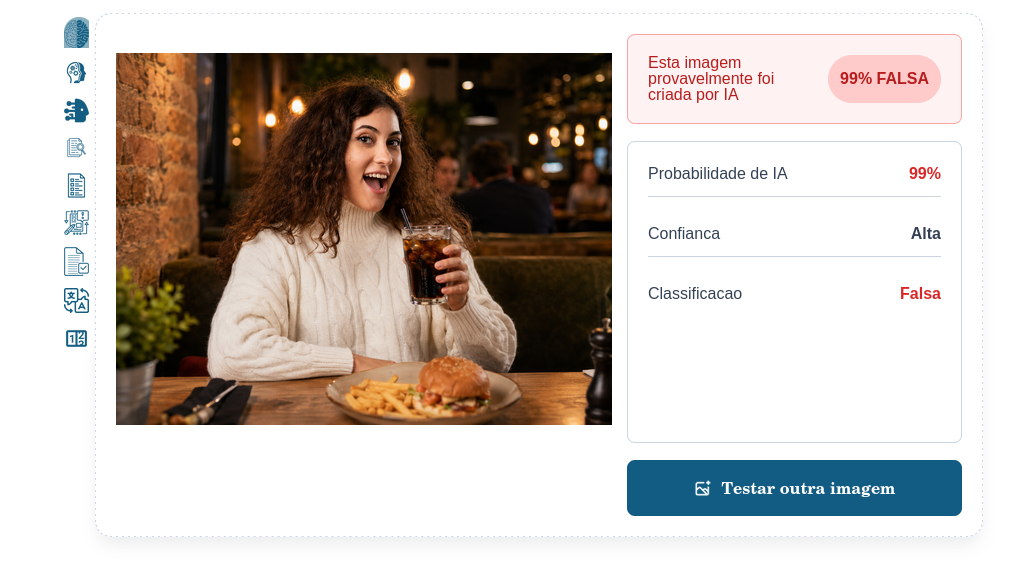 Esta imagem
provavelmente foi
criada por IA
99% FALSA
Probabilidade de IA
99%
Confianca
Alta
Classificacao
Falsa
Testar outra imagem